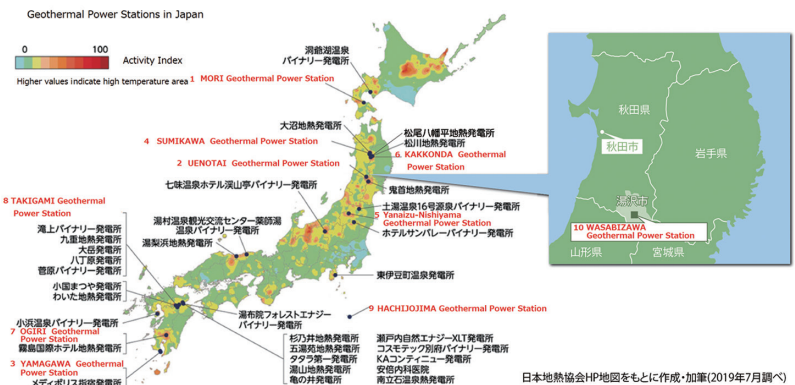 Geothermal Power Stations in Japan
0 100
Activity Index
Higher values indicate high temperature area
洞爺湖温泉
バイナリー発電所
1 MORI Geothermal Power Station
大沼地熱発電所
松尾八幡平地熱発電所
松川地熱発電所
4 SUMIKAWA Geothermal Power Station
6 KAKKONDA Geothermal
Power Station
2 UENOTAI Geothermal Power Station
鬼首地熱発電所
七味温泉ホテル渓山亭バイナリー発電所
土湯温泉16号源泉バイナリー発電所
5 Yanaizu-Nishiyama
Geothermal Power Station
ホテルサンバレーバイナリー発電所
8 TAKIGAMI Geothermal
Power Station
滝上バイナリー発電所
九重地熱発電所
大岳発電所
八丁原発電所
菅原バイナリー発電所
湯村温泉観光交流センター薬師湯
温泉バイナリー発電所
湯梨浜地熱発電所
東伊豆町温泉発電所
小国まつや発電所
わいた地熱発電所
小浜温泉バイナリー発電所
湯布院フォレストエナジー
バイナリー発電所
9 HACHIJOJIMA Geothermal Power Station
7 OGIRI Geothermal
Power Station
霧島国際ホテル地熱発電所
3 YAMAGAWA Geothermal
Power Station
メディポリス指宿発電所
杉乃井地熱発電所
五湯苑地熱発電所
タタラ第一発電所
湯山地熱発電所
亀の井発電所
瀬戸内自然エナジーXLT発電所
コスモテック別府バイナリー発電所
KAコンティニュー発電所
安倍内科医院
南立石温泉熱発電所
秋田県
秋田市
岩手県
湯沢市
10 WASABIZAWA
Geothermal Power Station
山形県
宮城県
日本地熱協会HP地図をもとに作成・加筆(2019年7月調べ)